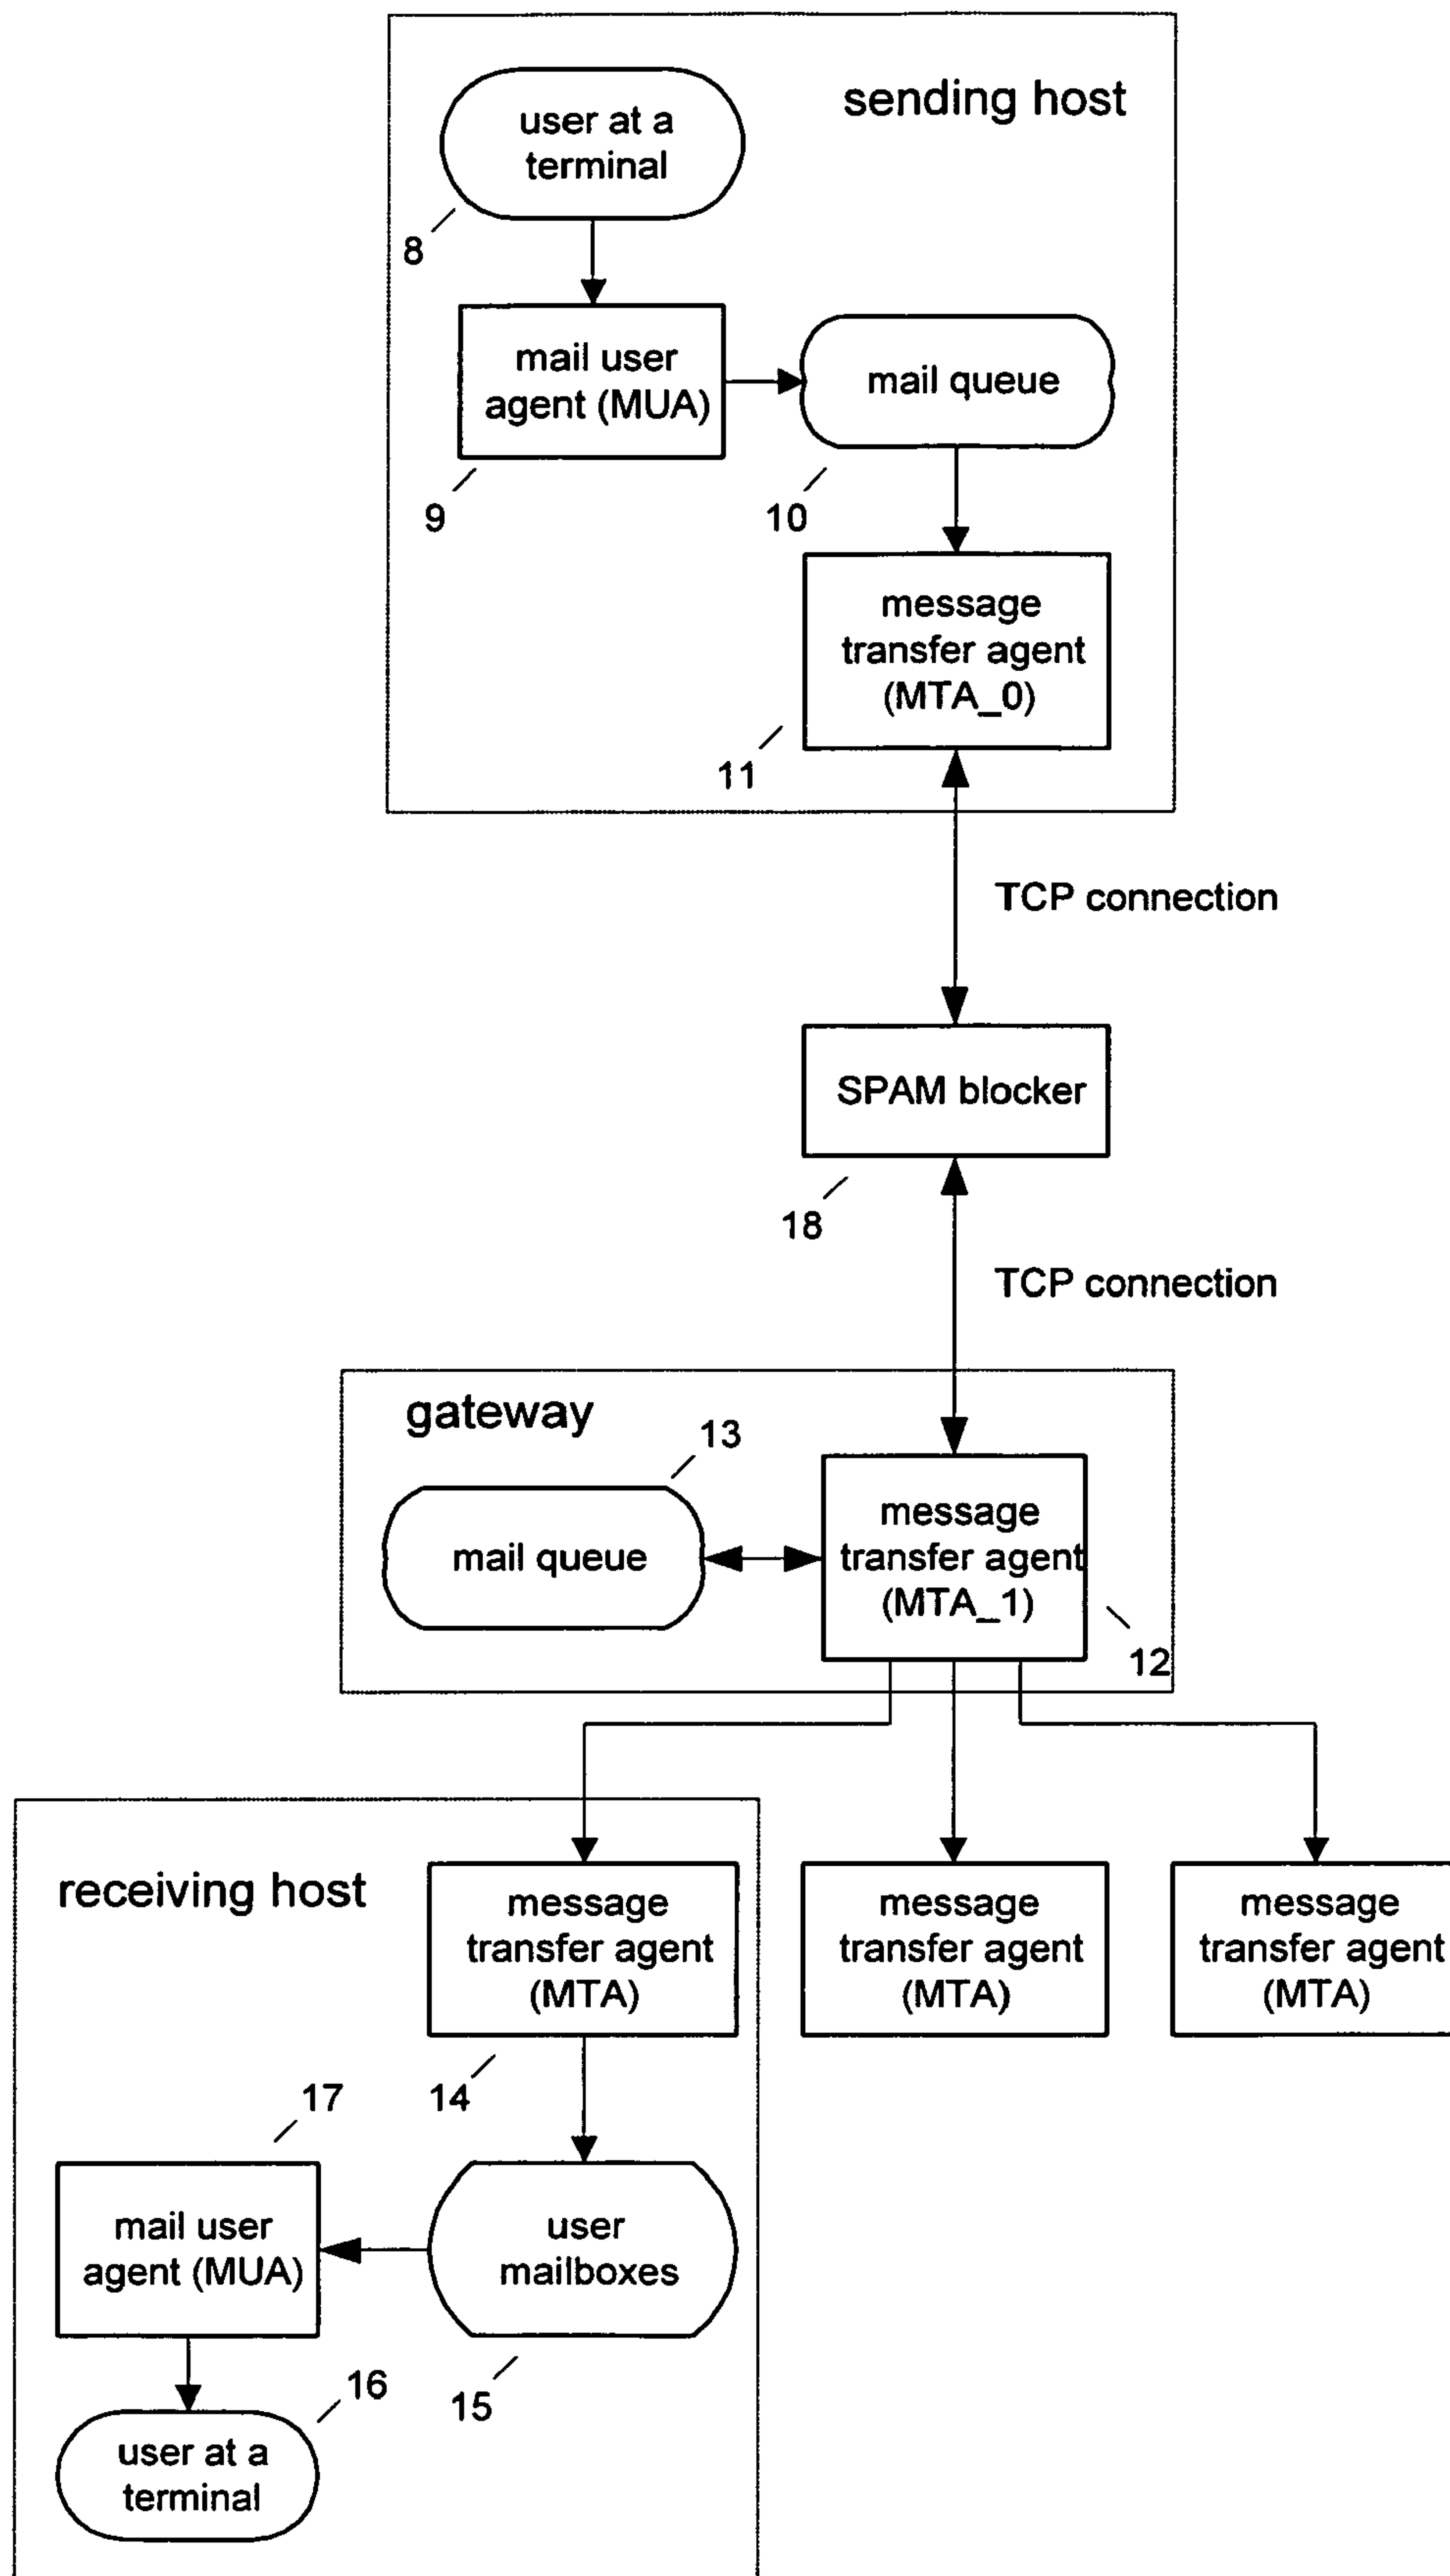 sending host
user at a
terminal
8
mail user
agent (MUA)
9
mail queue
10
message
transfer agent
(MTA_0)
11
TCP connection
SPAM blocker
18
TCP connection
gateway
13
mail queue
message
transfer agent
(MTA_1)
12
receiving host
message
transfer agent
(MTA)
14
message
transfer agent
(MTA)
message
transfer agent
(MTA)
17
mail user
agent (MUA)
user
mailboxes
15
16
user at a
terminal